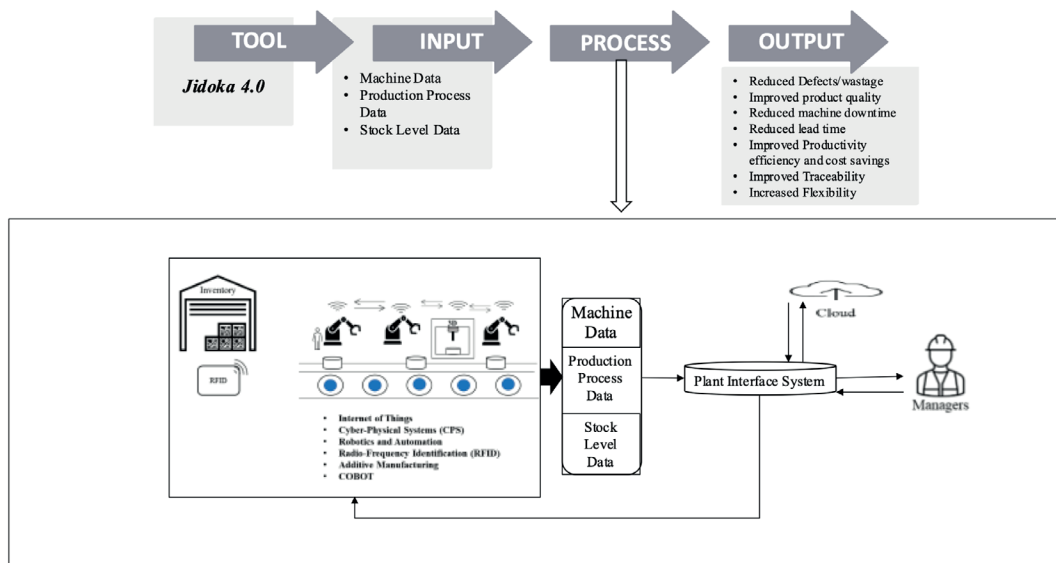 TOOL
INPUT
PROCESS
OUTPUT
Jidoka 4.0
• Machine Data
• Production Process
Data
• Stock Level Data
• Reduced Defects/wastage
• Improved product quality
• Reduced machine downtime
• Reduced lead time
• Improved Productivity
efficiency and cost savings
• Improved Traceability
• Increased Flexibility
Inventory
RFID
3D
• Internet of Things
• Cyber-Physical Systems (CPS)
• Robotics and Automation
• Radio-Frequency Identification (RFID)
• Additive Manufacturing
• COBOT
Machine
Data
Production
Process
Data
Stock
Level
Data
Plant Interface System
Cloud
Managers